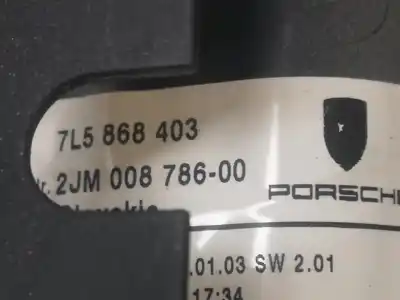 7L5 868 403
r. 2JM 008 786-00
PORSCHE
.01.03 SW 2.01
17:34